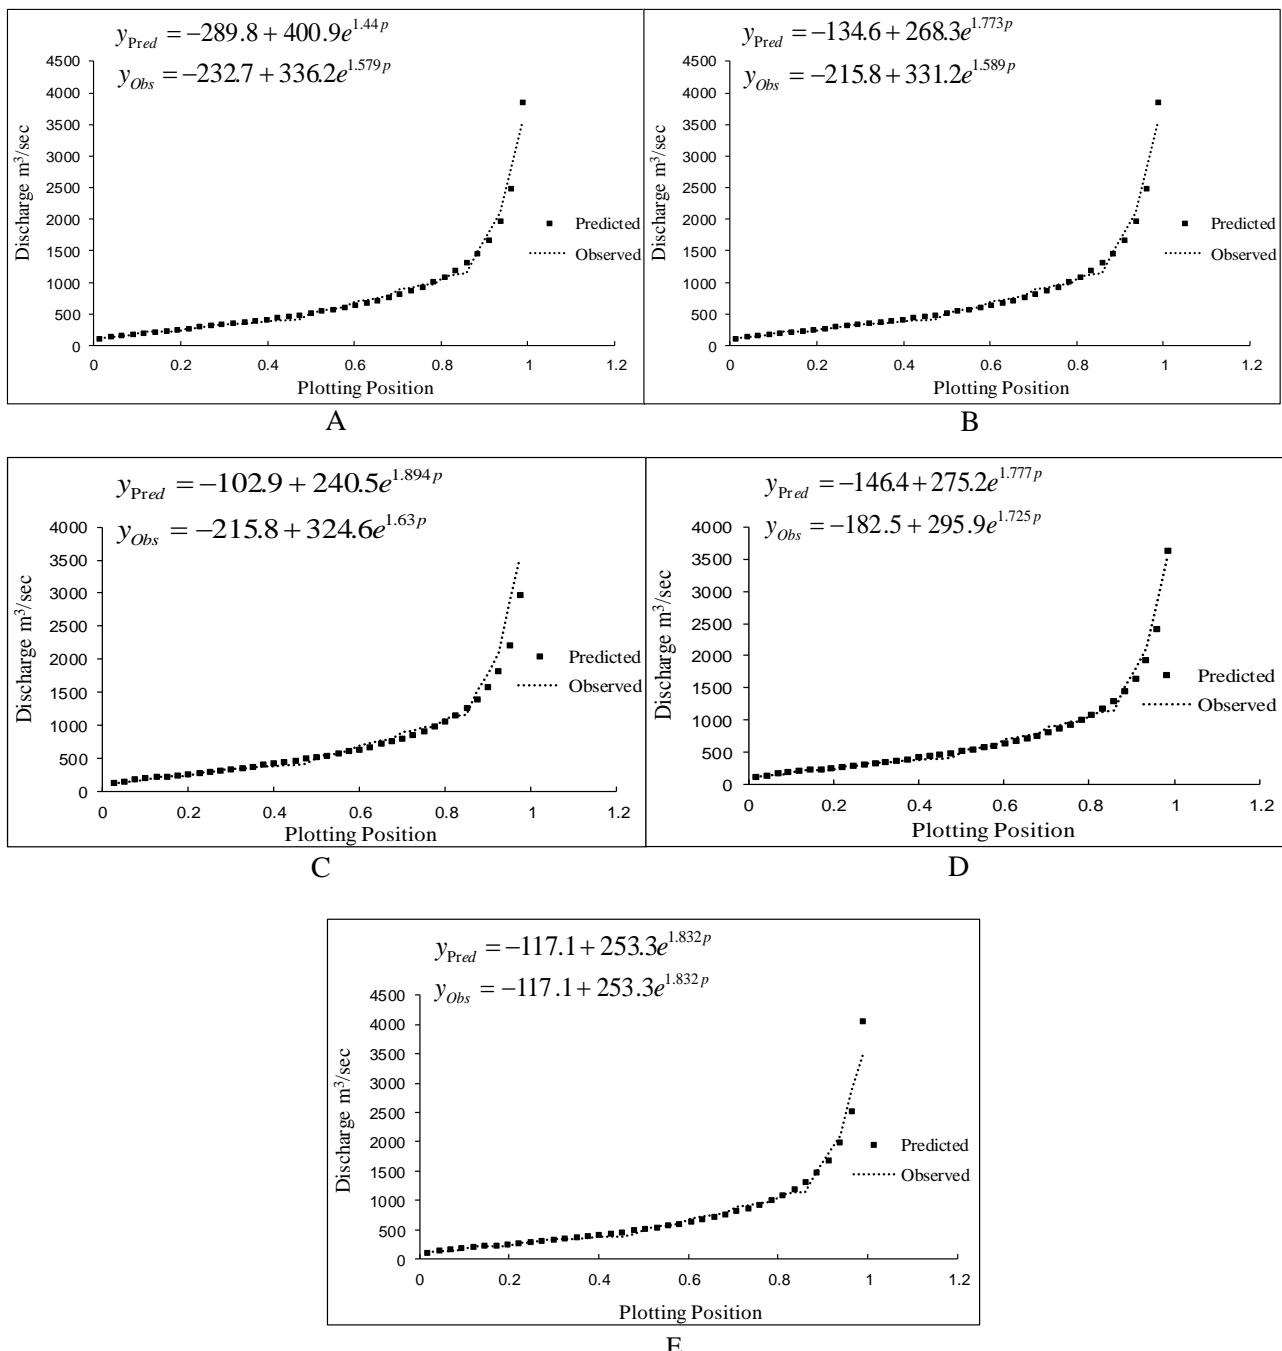 y_Pred = −289.8 + 400.9e^1.44p
y_Obs = −232.7 + 336.2e^1.579p
4500
4000
3500
3000
2500
2000
1500
1000
500
0
Discharge m³/sec
Predicted
Observed
0 0.2 0.4 0.6 0.8 1 1.2
Plotting Position
A
y_Pred = −134.6 + 268.3e^1.773p
y_Obs = −215.8 + 331.2e^1.589p
4500
4000
3500
3000
2500
2000
1500
1000
500
0
Discharge m³/sec
Predicted
Observed
0 0.2 0.4 0.6 0.8 1 1.2
Plotting Position
B
y_Pred = −102.9 + 240.5e^1.894p
y_Obs = −215.8 + 324.6e^1.63p
4000
3500
3000
2500
2000
1500
1000
500
0
Discharge m³/sec
Predicted
Observed
0 0.2 0.4 0.6 0.8 1 1.2
Plotting Position
C
y_Pred = −146.4 + 275.2e^1.777p
y_Obs = −182.5 + 295.9e^1.725p
4000
3500
3000
2500
2000
1500
1000
500
0
Discharge m³/sec
Predicted
Observed
0 0.2 0.4 0.6 0.8 1 1.2
Plotting Position
D
y_Pred = −117.1 + 253.3e^1.832p
y_Obs = −117.1 + 253.3e^1.832p
4500
4000
3500
3000
2500
2000
1500
1000
500
0
Discharge m³/sec
Predicted
Observed
0 0.2 0.4 0.6 0.8 1 1.2
Plotting Position
E